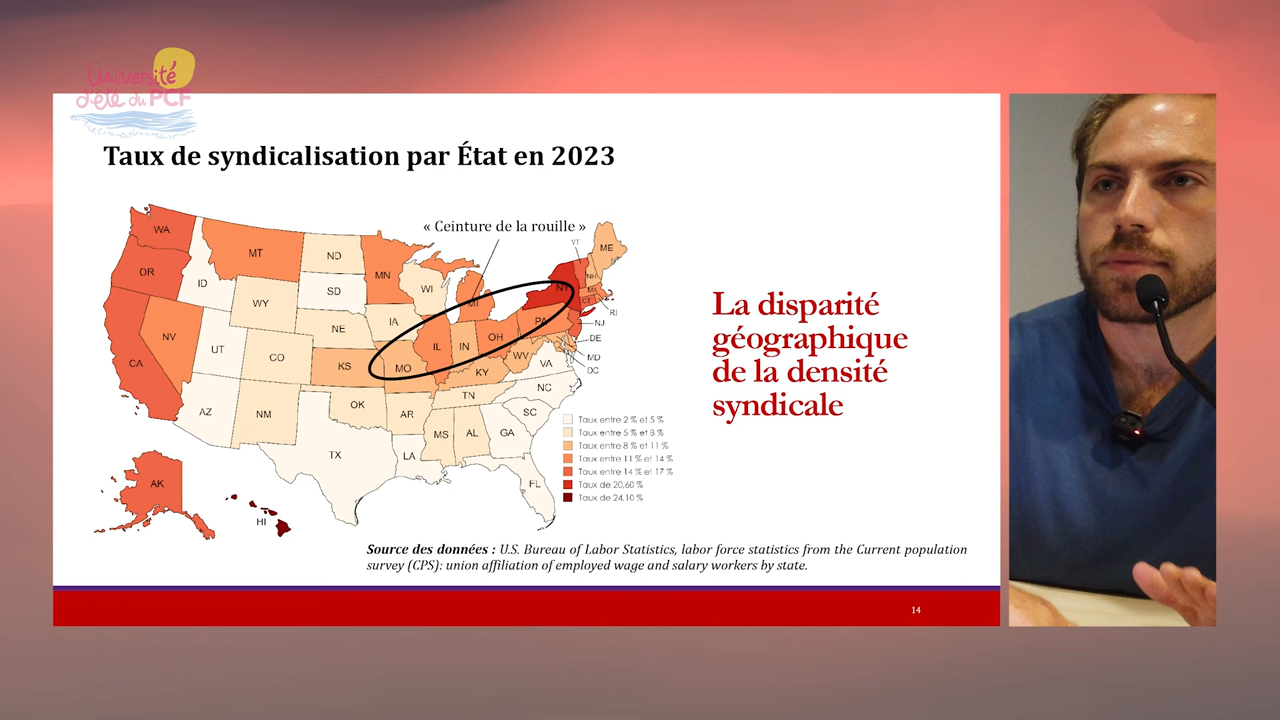 Université
d'été du PCF
Taux de syndicalisation par État en 2023
« Ceinture de la rouille »
WA
MT
ND
MN
VT
ME
OR
ID
SD
WI
MI
NH
NY
MA
CT
RI
WY
NE
IA
PA
NJ
NV
UT
CO
IL
IN
OH
DE
MD
DC
CA
KS
MO
WV
VA
KY
AZ
NM
OK
AR
TN
NC
SC
MS
AL
GA
TX
LA
FL
AK
HI
Taux entre 2 % et 5 %
Taux entre 5 % et 8 %
Taux entre 8 % et 11 %
Taux entre 11 % et 14 %
Taux entre 14 % et 17 %
Taux de 20,60 %
Taux de 24,10 %
La disparité
géographique
de la densité
syndicale
Source des données : U.S. Bureau of Labor Statistics, labor force statistics from the Current population
survey (CPS): union affiliation of employed wage and salary workers by state.
14